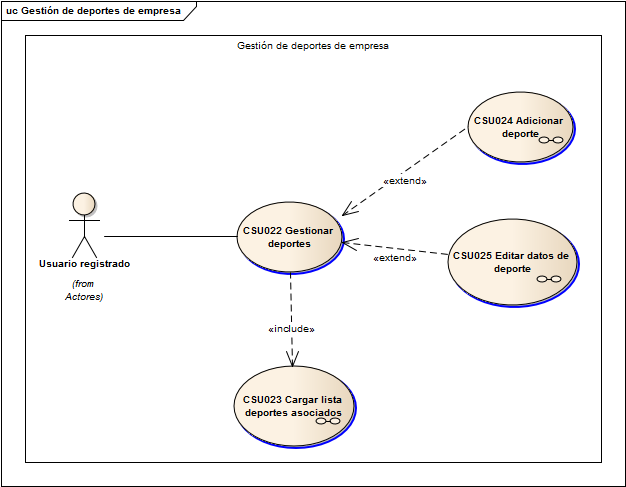 uc Gestión de deportes de empresa
Gestión de deportes de empresa
CSU024 Adicionar
deporte
«extend»
CSU022 Gestionar
deportes
CSU025 Editar datos de
deporte
«extend»
Usuario registrado
(from
Actores)
«include»
CSU023 Cargar lista
deportes asociados